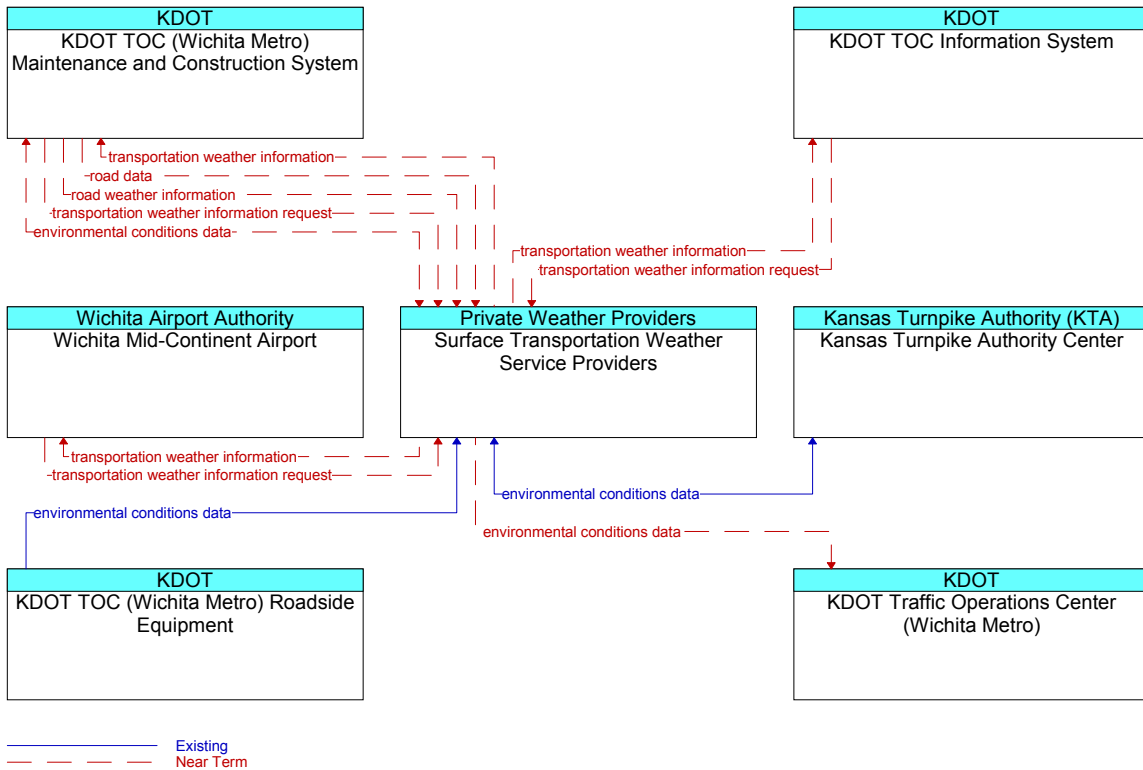 KDOT
KDOT TOC (Wichita Metro)
Maintenance and Construction System
KDOT
KDOT TOC Information System
transportation weather information
road data
road weather information
transportation weather information request
environmental conditions data
transportation weather information
transportation weather information request
Wichita Airport Authority
Wichita Mid-Continent Airport
Private Weather Providers
Surface Transportation Weather
Service Providers
Kansas Turnpike Authority (KTA)
Kansas Turnpike Authority Center
transportation weather information
transportation weather information request
environmental conditions data
environmental conditions data
environmental conditions data
KDOT
KDOT TOC (Wichita Metro) Roadside
Equipment
KDOT
KDOT Traffic Operations Center
(Wichita Metro)
Existing
Near Term